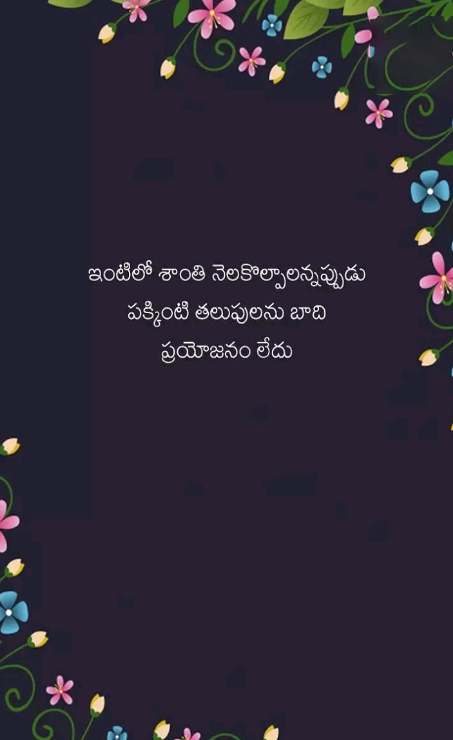 ఇంటిలో శాంతి నెలకొల్పాలన్నప్పుడు
పక్కింటి తలుపులను బాది
ప్రయోజనం లేదు